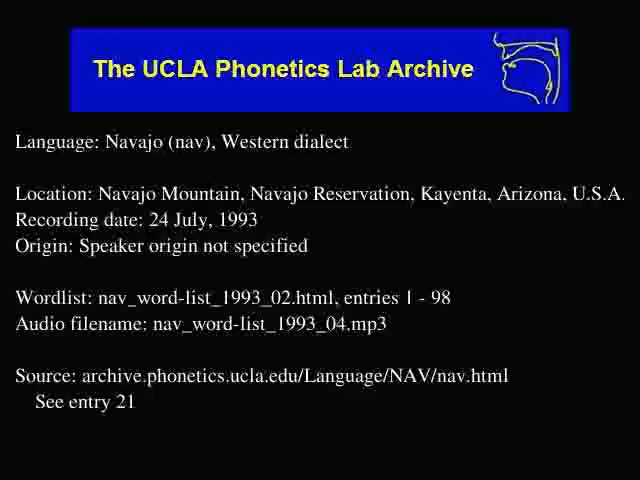 The UCLA Phonetics Lab Archive
Language: Navajo (nav), Western dialect
Location: Navajo Mountain, Navajo Reservation, Kayenta, Arizona, U.S.A.
Recording date: 24 July, 1993
Origin: Speaker origin not specified
Wordlist: nav_word-list_1993_02.html, entries 1 - 98
Audio filename: nav_word-list_1993_04.mp3
Source: archive.phonetics.ucla.edu/Language/NAV/nav.html
See entry 21